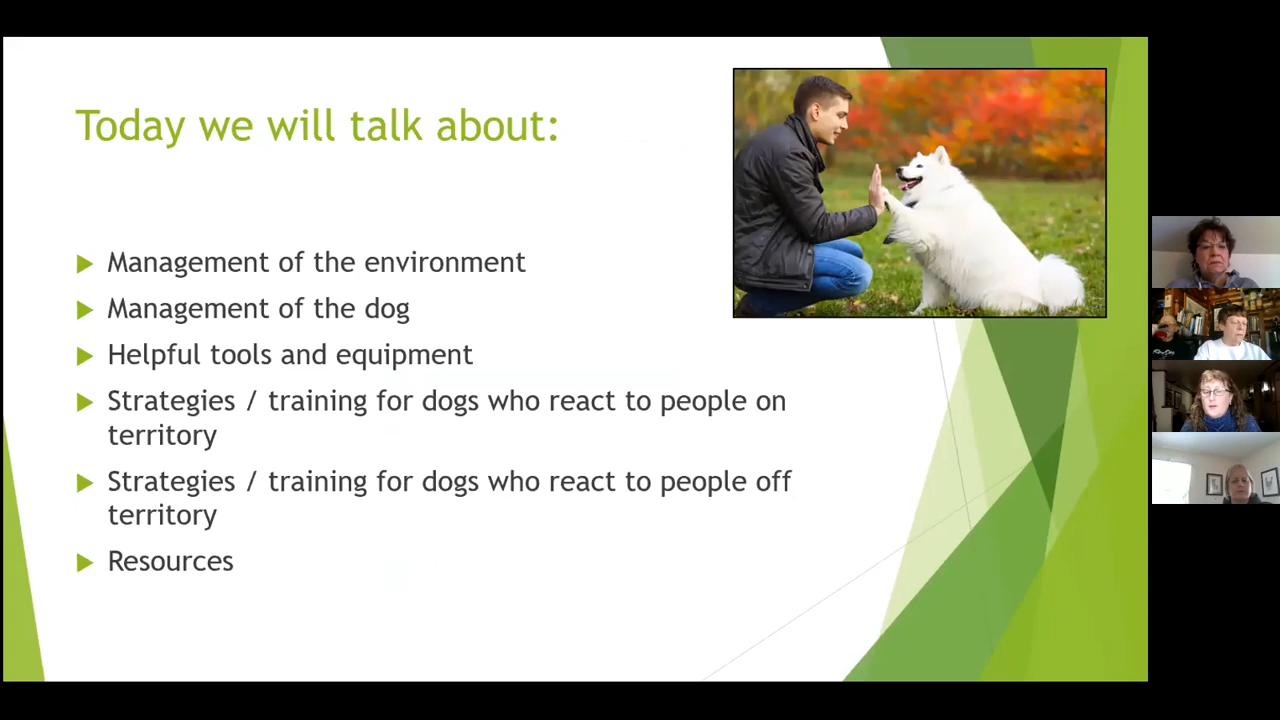 Today we will talk about:
Management of the environment
Management of the dog
Helpful tools and equipment
Strategies / training for dogs who react to people on
territory
Strategies / training for dogs who react to people off
territory
Resources